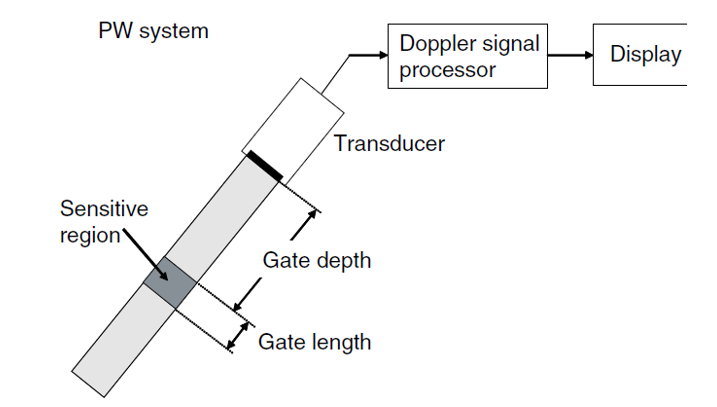 PW system
Doppler signal
processor
Display
Transducer
Sensitive
region
Gate depth
Gate length